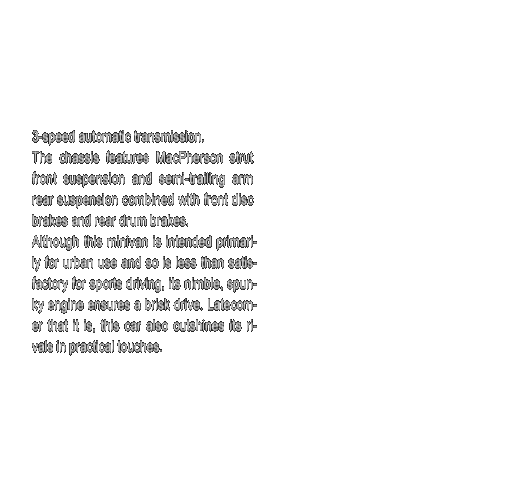 3-speed automatic transmission.
The chassis features MacPherson strut
front suspension and semi-trailing arm
rear suspension combined with front disc
brakes and rear drum brakes.
Although this minivan is intended primari-
ly for urban use and so is less than satis-
factory for sports driving, its nimble, spun-
ky engine ensures a brisk drive. Latecom-
er that it is, this car also outshines its ri-
vals in practical touches.